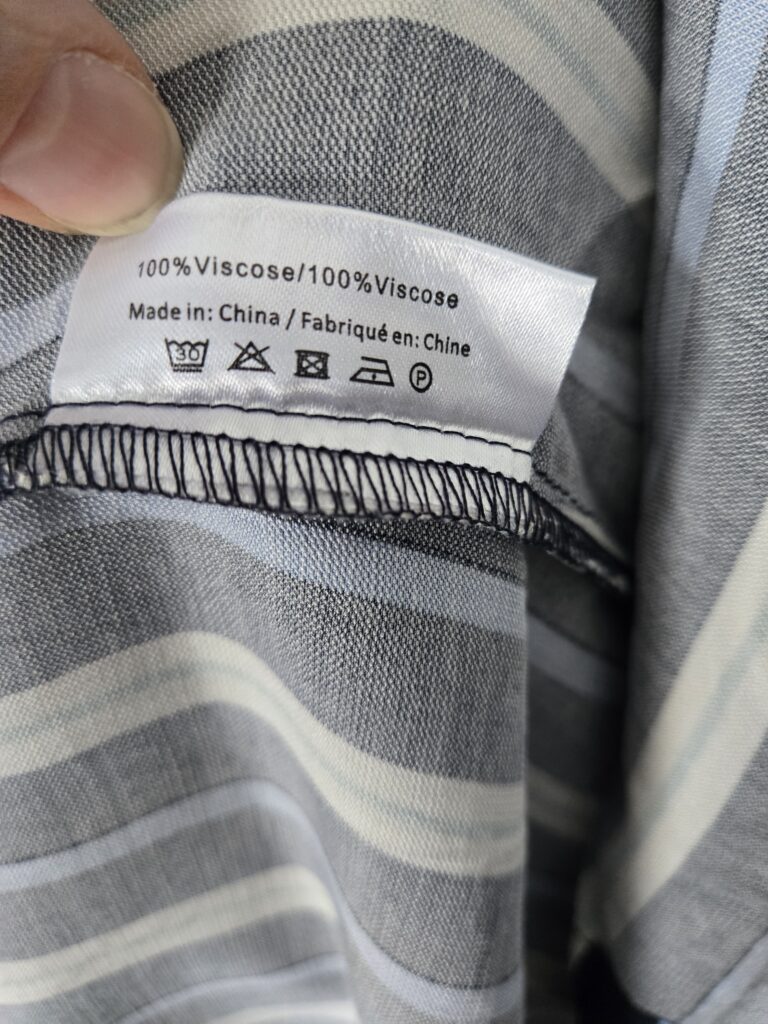 100%Viscose/100%Viscose
Made in: China / Fabriqué en: Chine
30 P